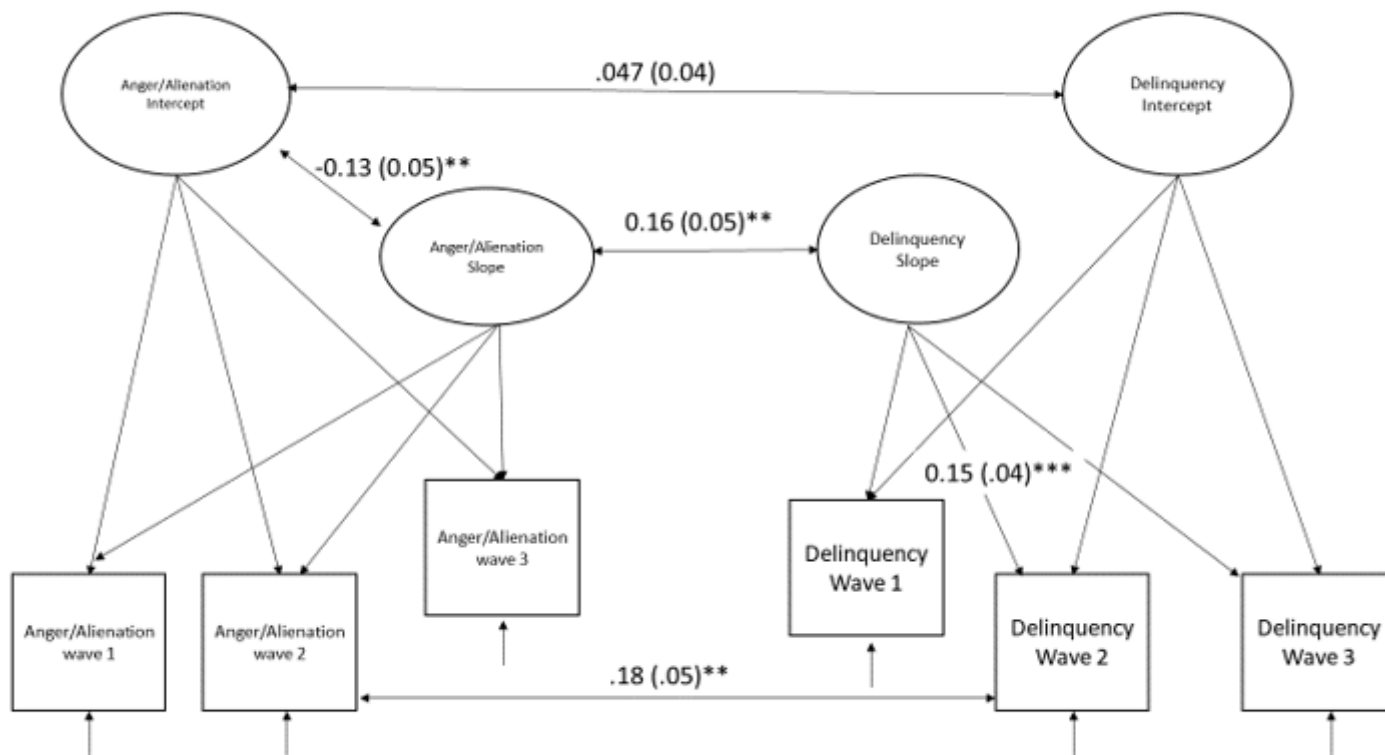 Anger/Alienation
Intercept
.047 (0.04)
Delinquency
Intercept
-0.13 (0.05)**
Anger/Alienation
Slope
0.16 (0.05)**
Delinquency
Slope
0.15 (.04)***
Anger/Alienation
wave 3
Delinquency
Wave 1
Anger/Alienation
wave 1
Anger/Alienation
wave 2
Delinquency
Wave 2
Delinquency
Wave 3
.18 (.05)**